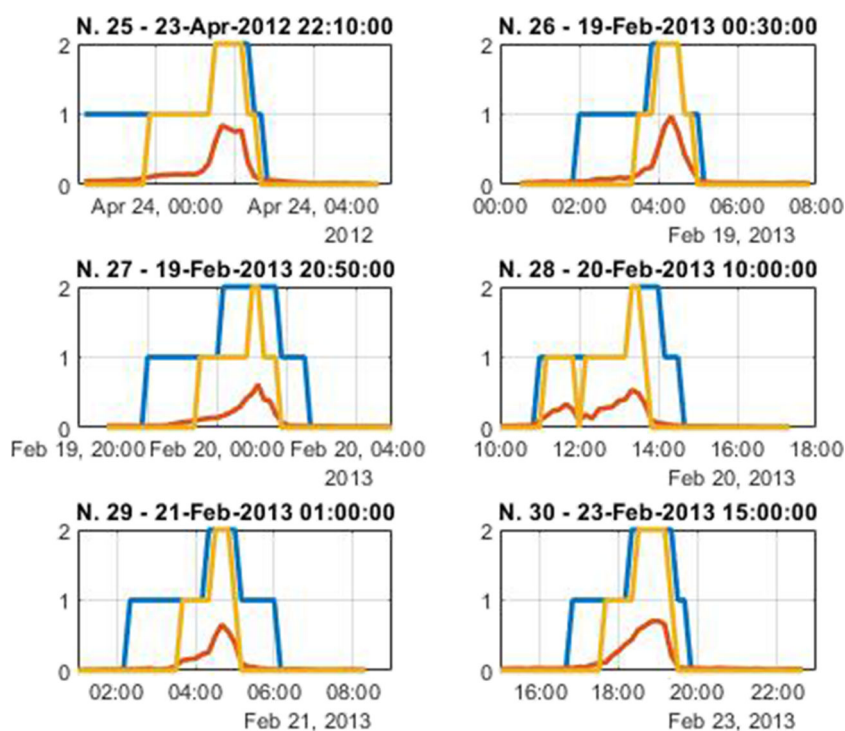 N. 25 - 23-Apr-2012 22:10:00
2
1
0
Apr 24, 00:00 Apr 24, 04:00
2012
N. 26 - 19-Feb-2013 00:30:00
2
1
0
00:00 02:00 04:00 06:00 08:00
Feb 19, 2013
N. 27 - 19-Feb-2013 20:50:00
2
1
0
Feb 19, 20:00 Feb 20, 00:00 Feb 20, 04:00
2013
N. 28 - 20-Feb-2013 10:00:00
2
1
0
10:00 12:00 14:00 16:00 18:00
Feb 20, 2013
N. 29 - 21-Feb-2013 01:00:00
2
1
0
02:00 04:00 06:00 08:00
Feb 21, 2013
N. 30 - 23-Feb-2013 15:00:00
2
1
0
16:00 18:00 20:00 22:00
Feb 23, 2013